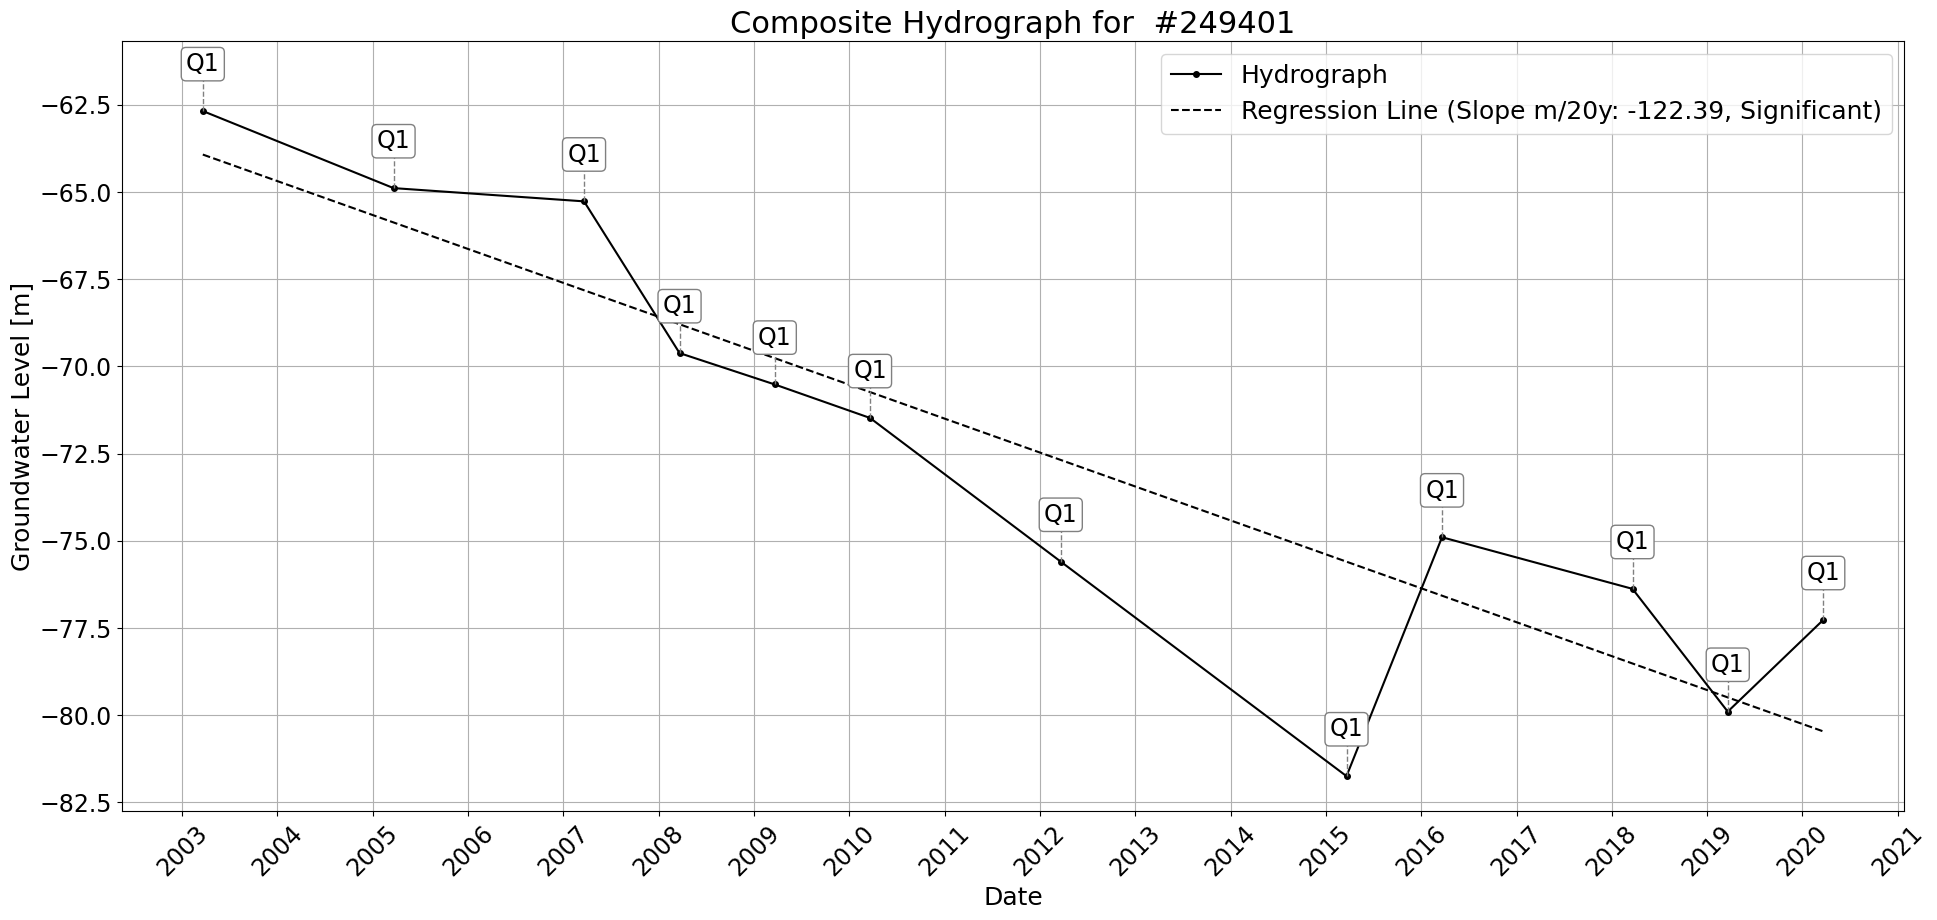 Composite Hydrograph for  #249401
Hydrograph
Regression Line (Slope m/20y: -122.39, Significant)
Q1
Q1
Q1
Q1
Q1
Q1
Q1
Q1
Q1
Q1
Q1
Q1
Groundwater Level [m]
−62.5
−65.0
−67.5
−70.0
−72.5
−75.0
−77.5
−80.0
−82.5
2003
2004
2005
2006
2007
2008
2009
2010
2011
2012
2013
2014
2015
2016
2017
2018
2019
2020
2021
Date